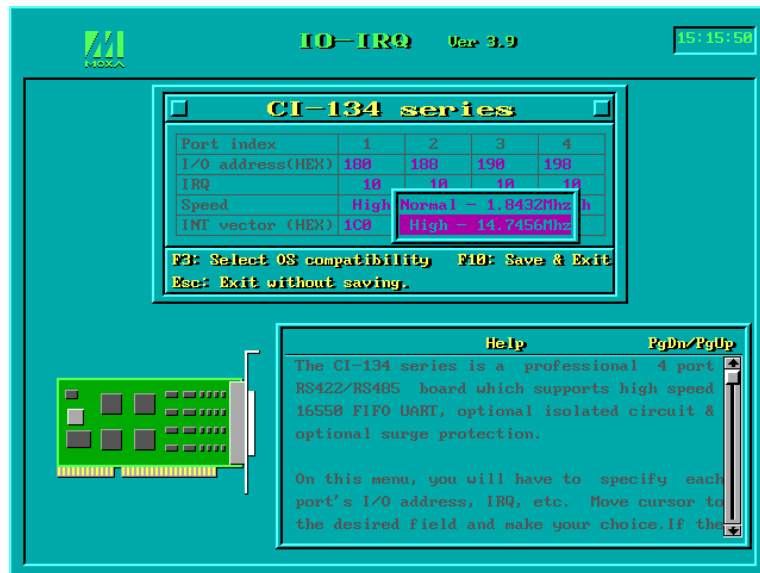 MOXA
IO-IRQ Ver 3.9
15:15:50
CI-134 series
Port index 1 2 3 4
I/O address(HEX) 180 188 190 198
IRQ 10 10 10 10
Speed High h
INT vector (HEX) 1C0
Normal - 1.8432Mhz
High - 14.7456Mhz
F3: Select OS compatibility F10: Save & Exit
Esc: Exit without saving.
Help PgDn/PgUp
The CI-134 series is a professional 4 port
RS422/RS485 board which supports high speed
16550 FIFO UART, optional isolated circuit &
optional surge protection.
On this menu, you will have to specify each
port's I/O address, IRQ, etc. Move cursor to
the desired field and make your choice.If the